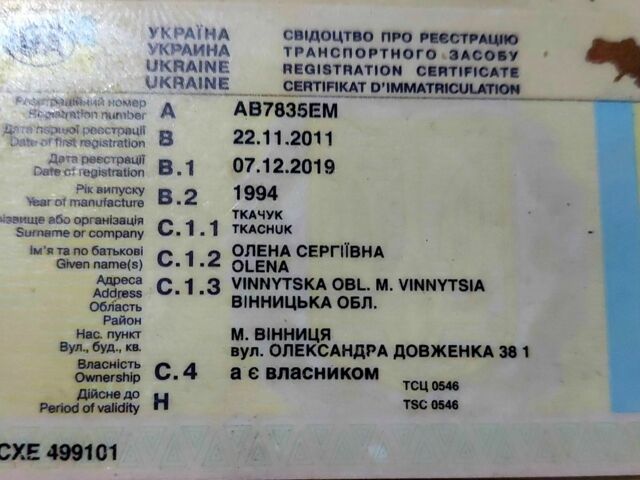 УКРАЇНА СВІДОЦТВО ПРО РЕЄСТРАЦІЮ
УКРАИНА ТРАНСПОРТНОГО ЗАСОБУ
UKRAINE REGISTRATION CERTIFICATE
UKRAINE CERTIFIKAT D'IMMATRICULATION
Реєстраційний номер
Registration number A AB7835EM
Дата першої реєстрації
Date of first registration B 22.11.2011
Дата реєстрації
Date of registration B.1 07.12.2019
Рік випуску
Year of manufacture B.2 1994
різвище або організація
Surname or company C.1.1 ТКАЧУК
TKACHUK
Ім'я та по батькові
Given name(s) C.1.2 ОЛЕНА СЕРГІЇВНА
OLENA
Адреса
Address C.1.3 VINNYTSKA OBL. M. VINNYTSIA
Область ВІННИЦЬКА ОБЛ.
Район
Нас. пункт М. ВІННИЦЯ
Вул., буд., кв. вул. ОЛЕКСАНДРА ДОВЖЕНКА 38 1
Власність
Ownership C.4 а є власником
Дійсне до ТСЦ 0546
Period of validity H TSC 0546
СХЕ 499101